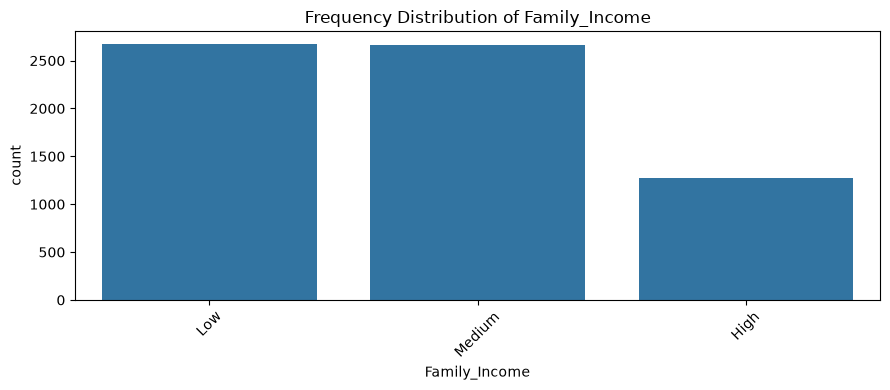 Frequency Distribution of Family_Income
count
2500
2000
1500
1000
500
0
Low
Medium
High
Family_Income